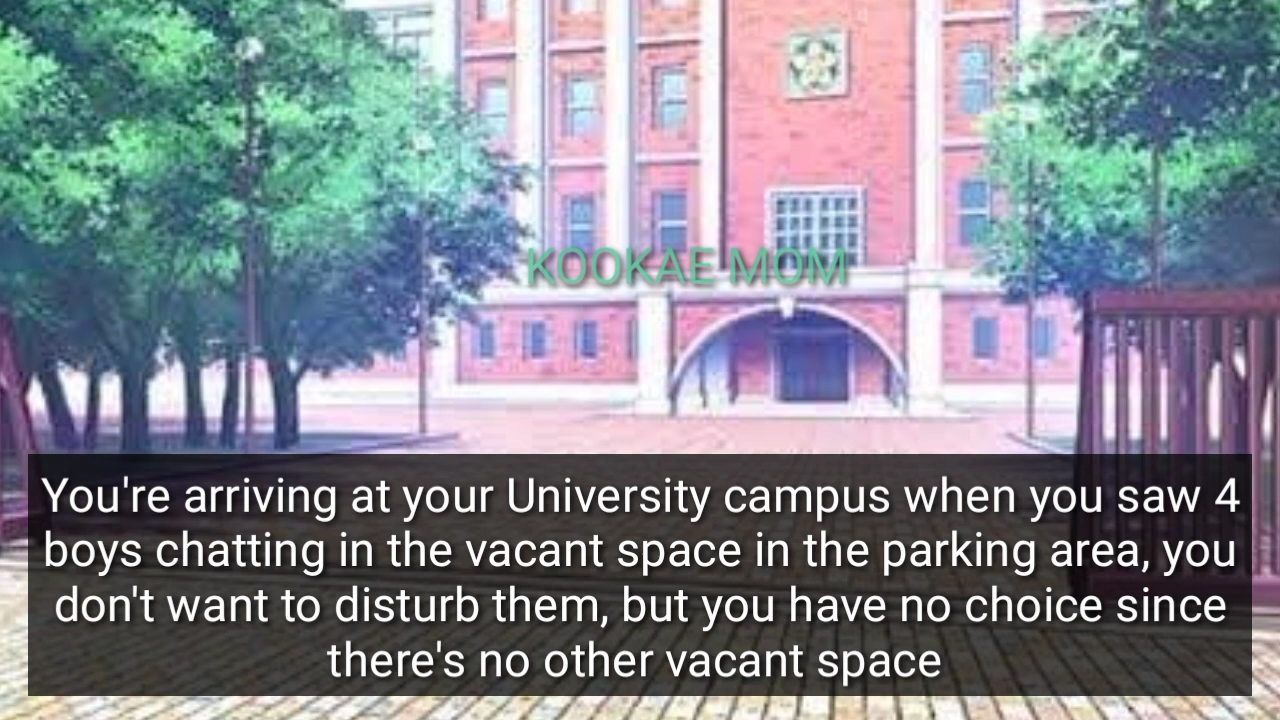 KOOKAE MOM
You're arriving at your University campus when you saw 4
boys chatting in the vacant space in the parking area, you
don't want to disturb them, but you have no choice since
there's no other vacant space